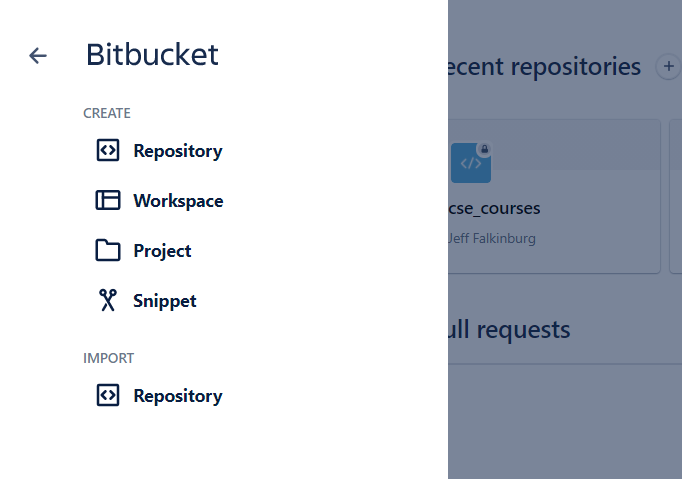 Bitbucket
CREATE
Repository
Workspace
Project
Snippet
IMPORT
Repository
ecent repositories
cse_courses
Jeff Falkinburg
ull requests